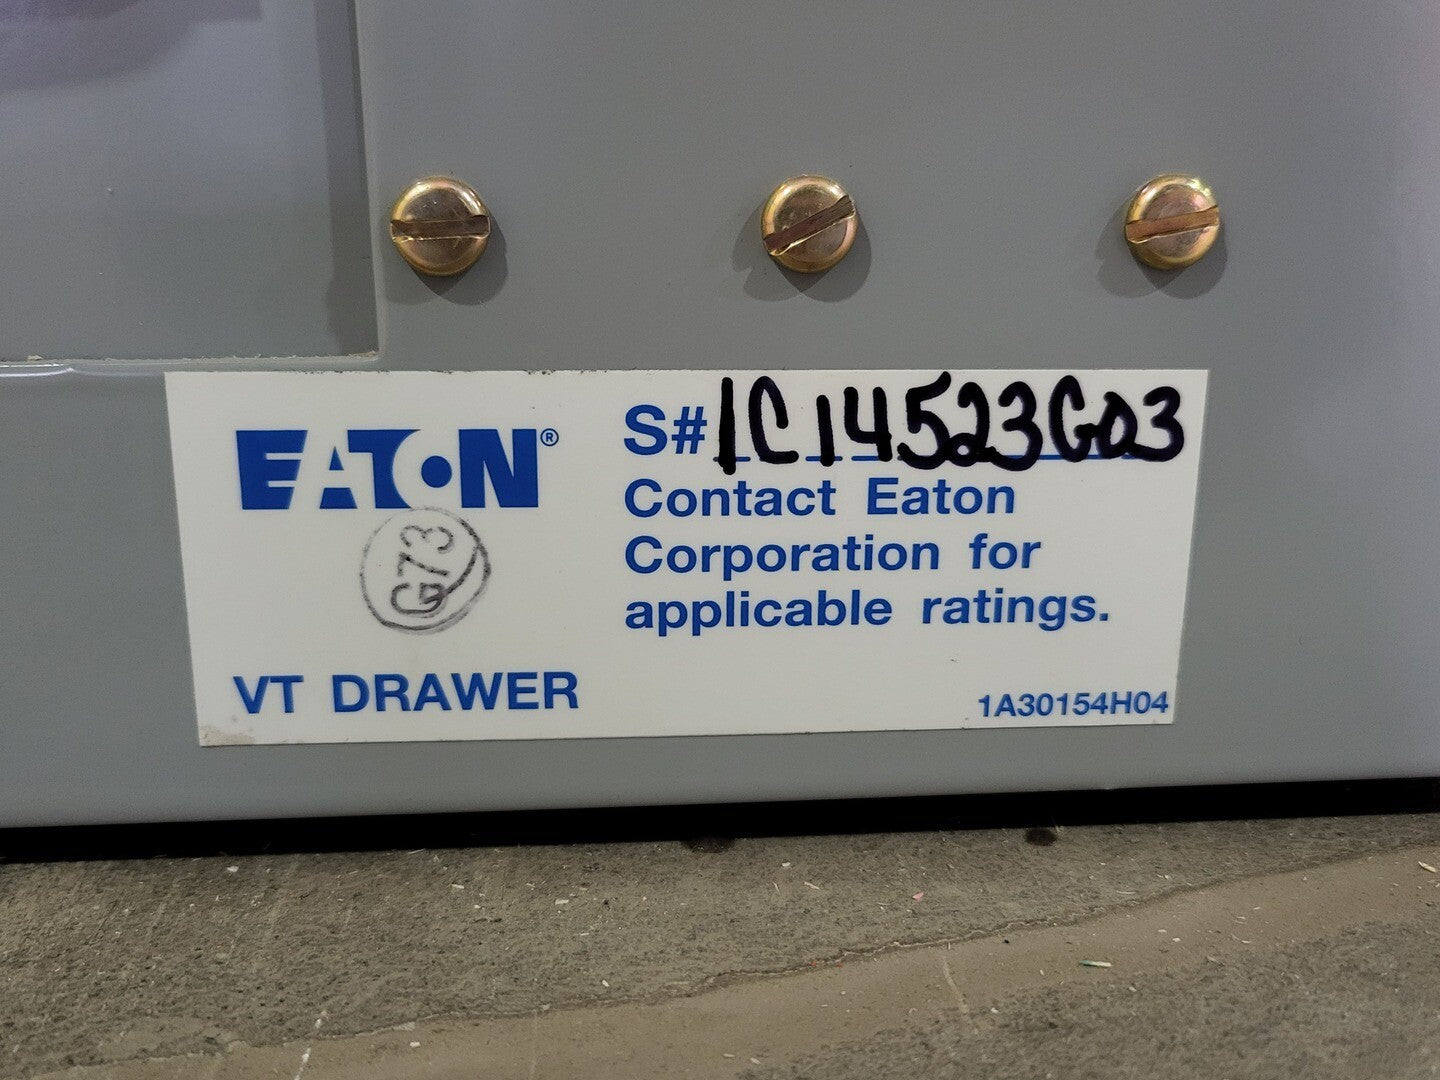 EATON®
G73
VT DRAWER
S# 1C14523G03
Contact Eaton
Corporation for
applicable ratings.
1A30154H04